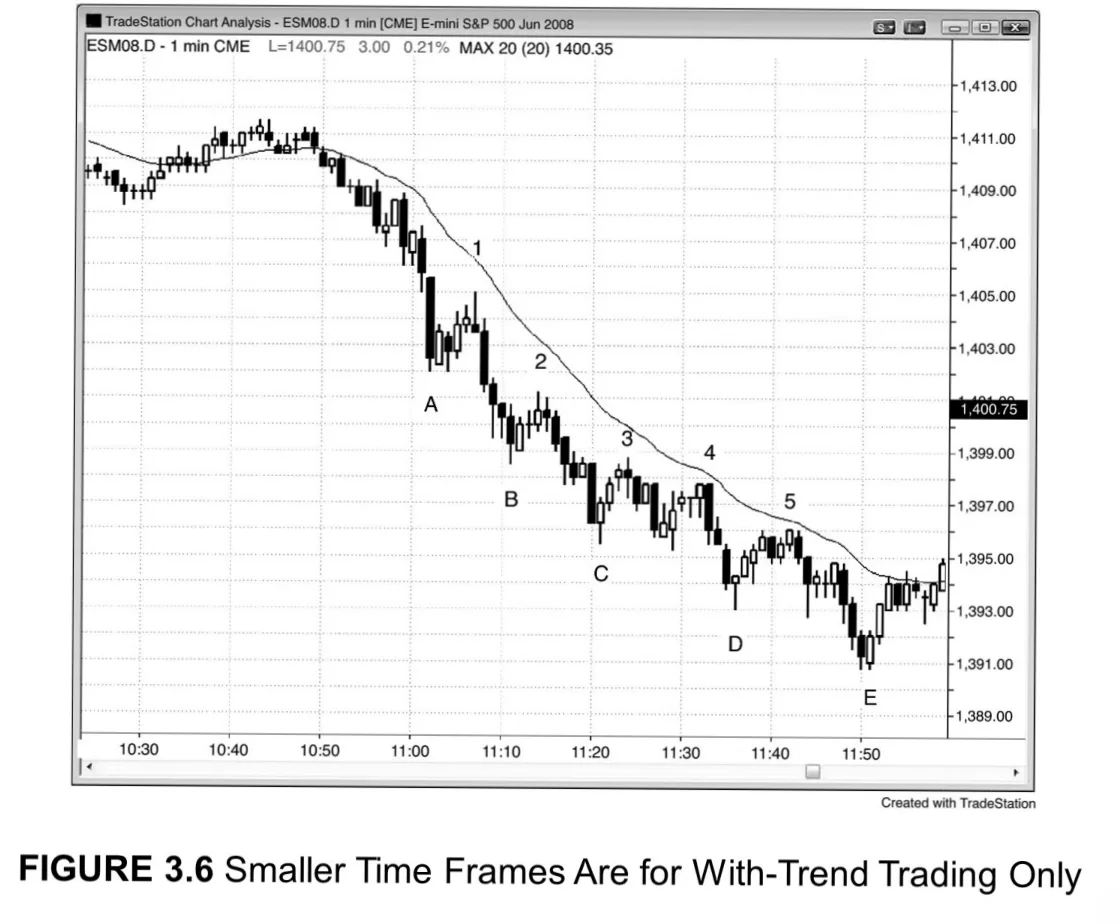 TradeStation Chart Analysis - ESM08.D 1 min [CME] E-mini S&P 500 Jun 2008
ESM08.D - 1 min CME L=1400.75 3.00 0.21% MAX 20 (20) 1400.35
1,413.00
1,411.00
1,409.00
1,407.00
1
1,405.00
1,403.00
2
A
1,401.00
1,400.75
3
4
1,399.00
B
5
1,397.00
C
1,395.00
D
1,393.00
E
1,391.00
1,389.00
10:30 10:40 10:50 11:00 11:10 11:20 11:30 11:40 11:50
Created with TradeStation
FIGURE 3.6 Smaller Time Frames Are for With-Trend Trading Only